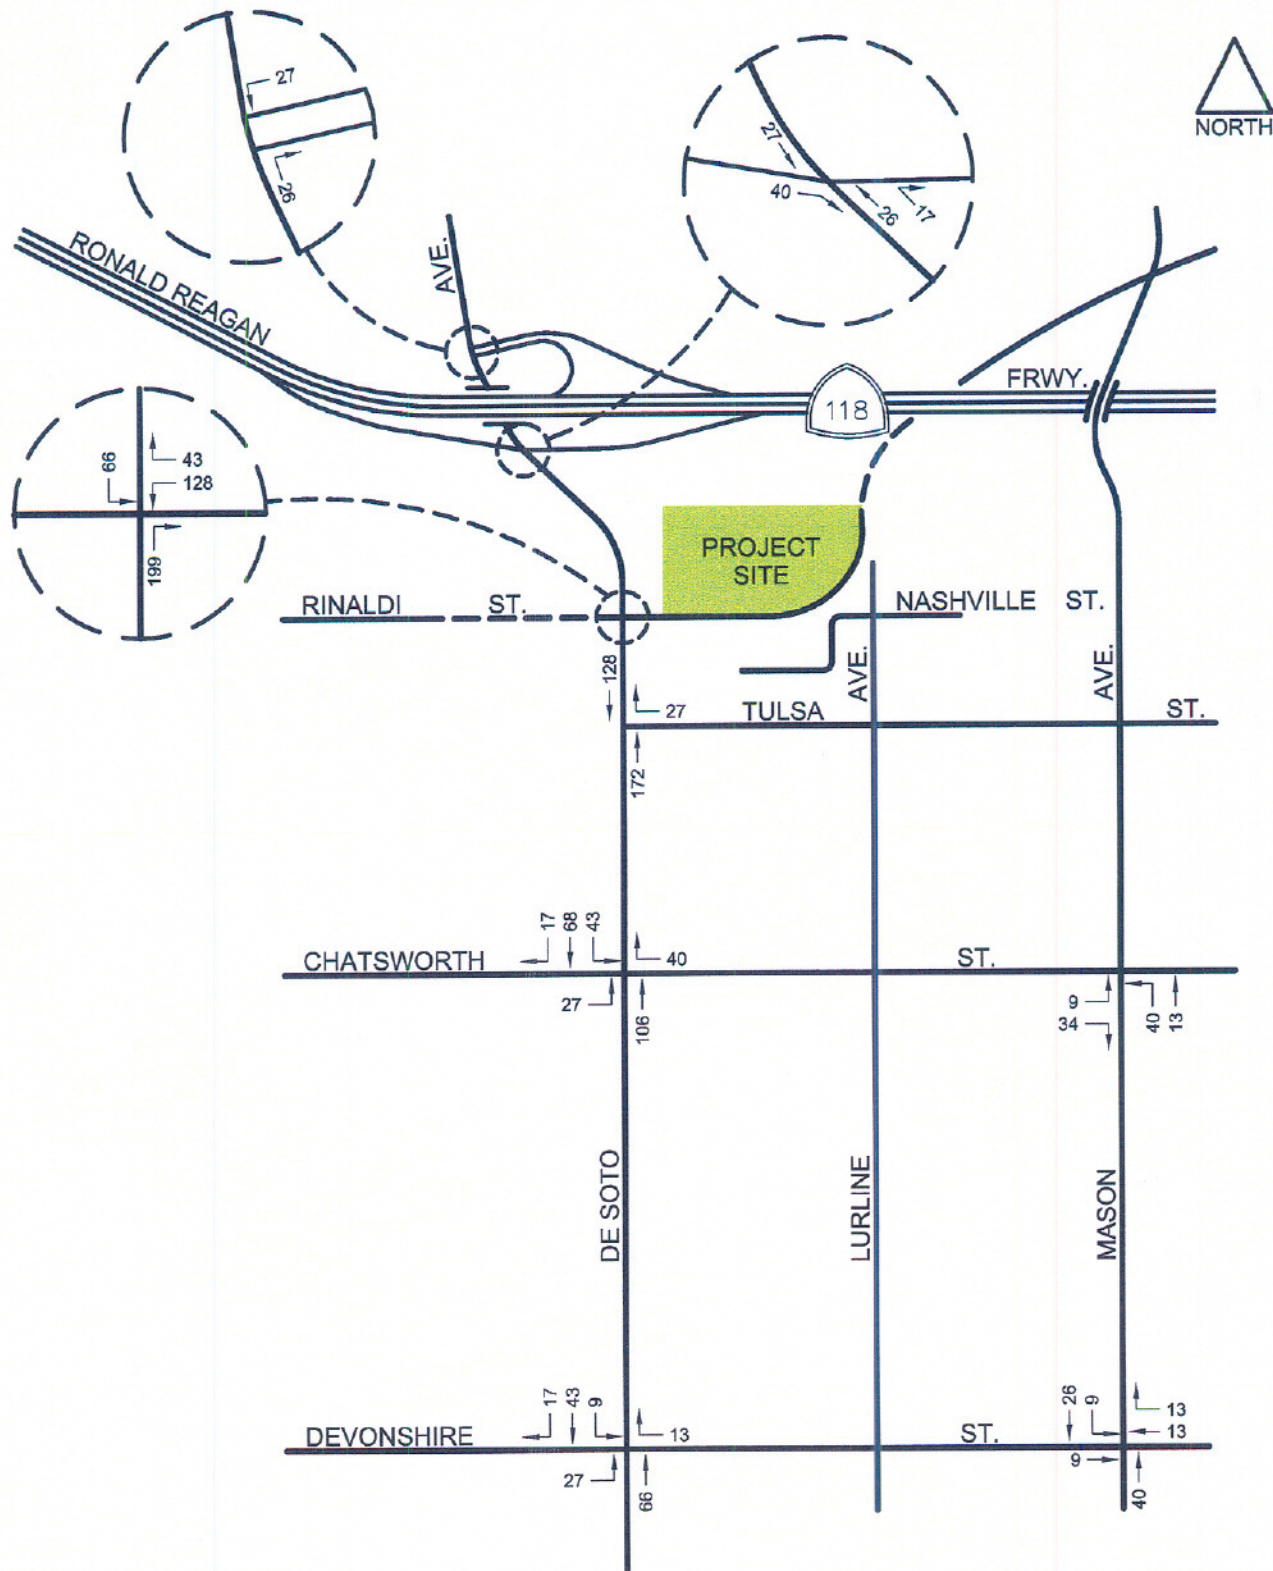 27
26
27
40
26
17
NORTH
RONALD REAGAN
AVE.
FRWY.
118
66
43
128
199
PROJECT
SITE
RINALDI ST.
NASHVILLE ST.
128
27
172
TULSA ST.
AVE.
AVE.
17 68 43
40
CHATSWORTH ST.
27
106
9
34
40
13
DE SOTO
LURLINE
MASON
17 43 9
13
26 9
13
13
DEVONSHIRE ST.
27
66
9
40